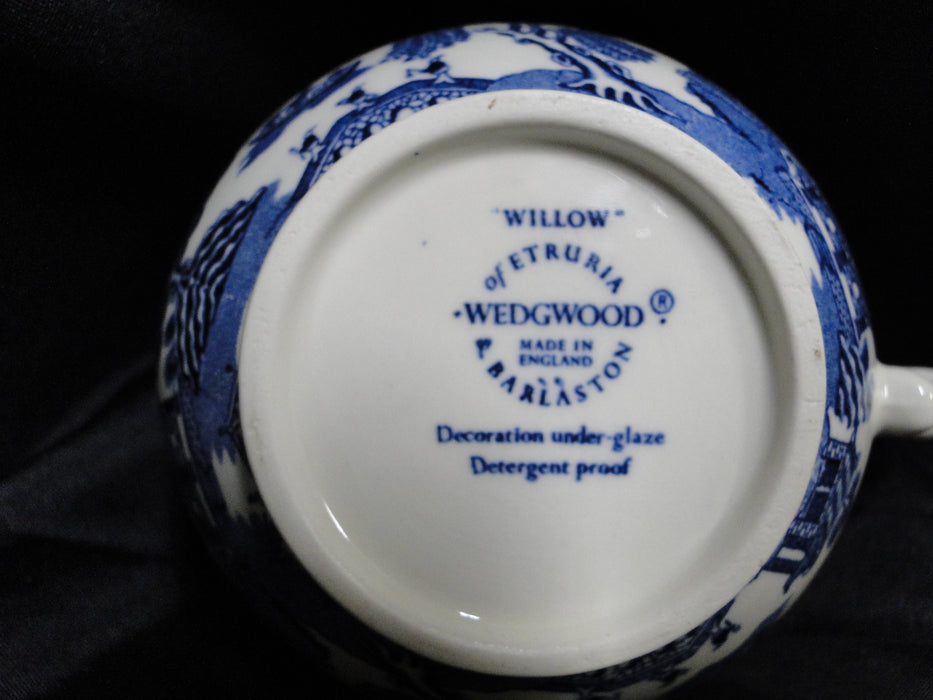 "WILLOW"
of ETRURIA
·WEDGWOOD ®·
MADE IN
ENGLAND
& BARLASTON
Decoration under-glaze
Detergent proof